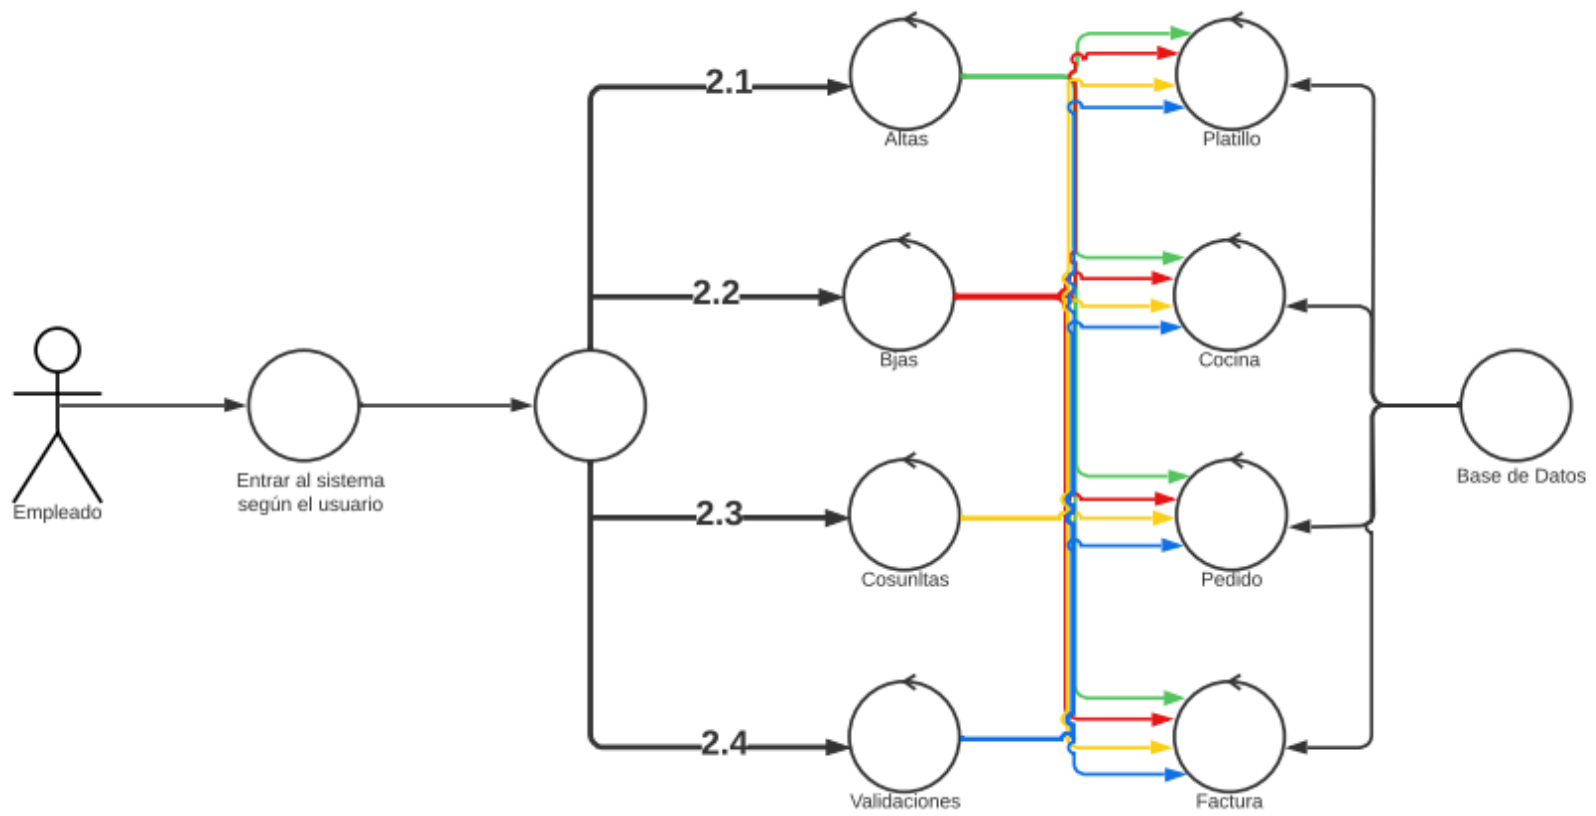 2.1
Altas
Platillo
2.2
Bjas
Cocina
Entrar al sistema
según el usuario
Empleado
Base de Datos
2.3
Cosunltas
Pedido
2.4
Validaciones
Factura